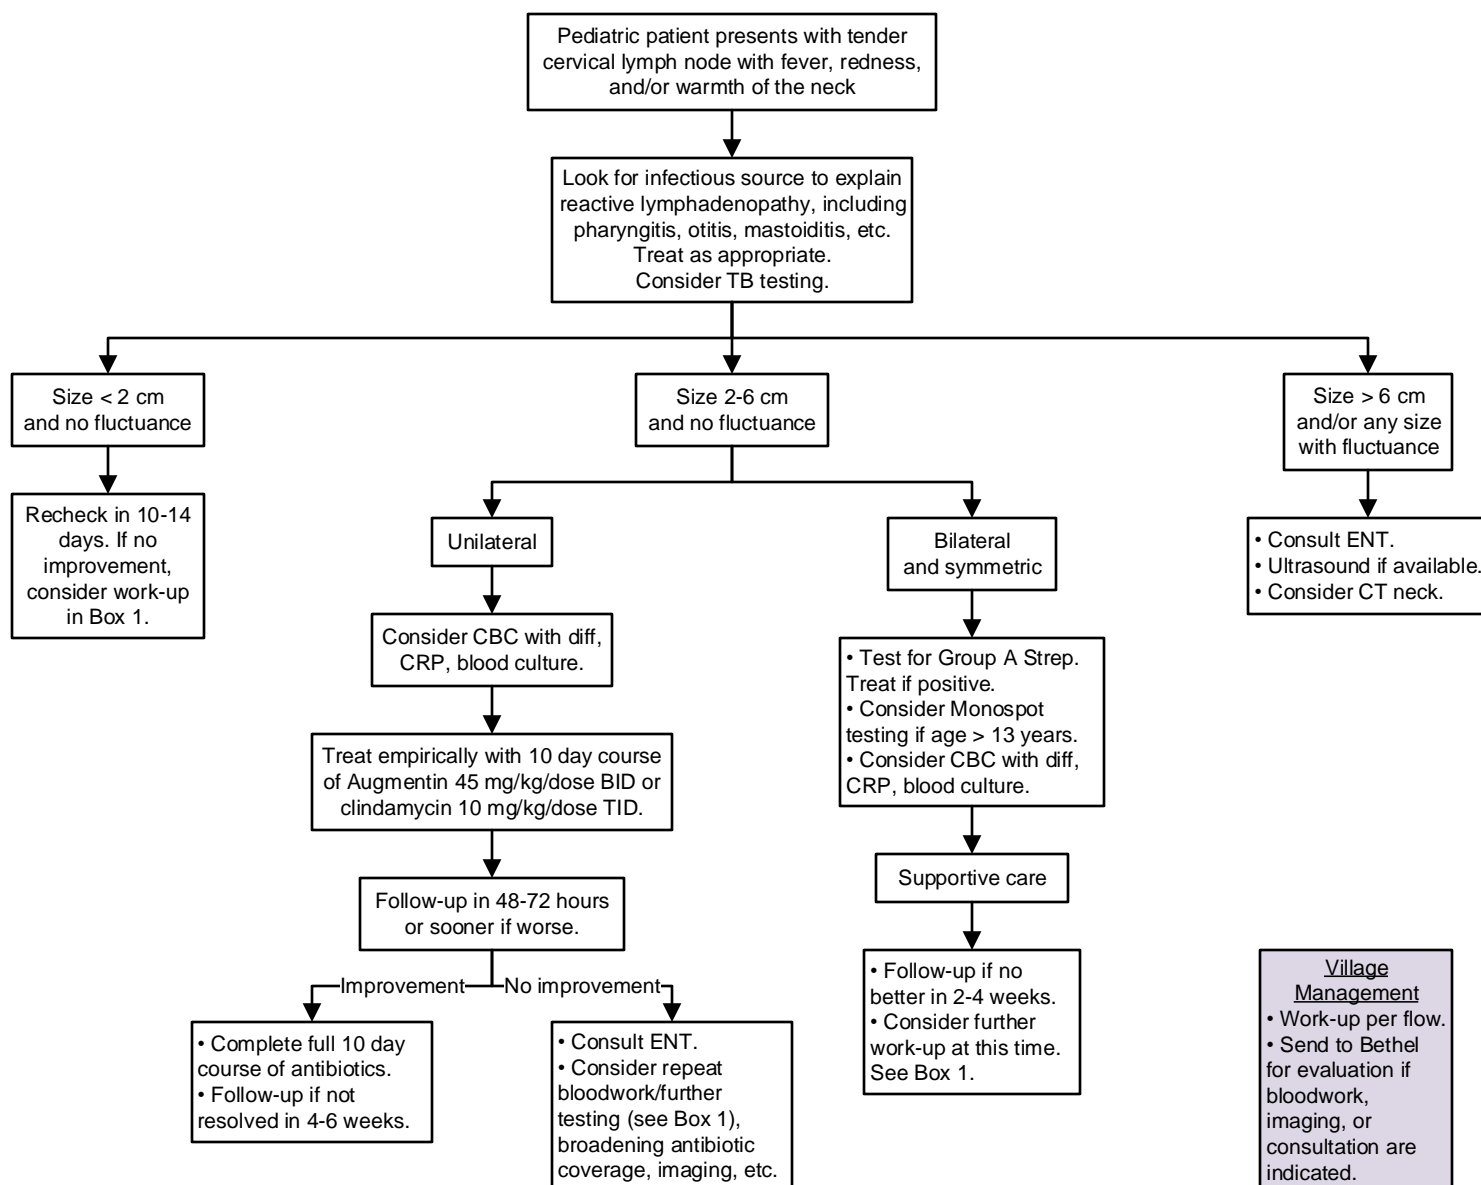 Pediatric patient presents with tender
cervical lymph node with fever, redness,
and/or warmth of the neck
Look for infectious source to explain
reactive lymphadenopathy, including
pharyngitis, otitis, mastoiditis, etc.
Treat as appropriate.
Consider TB testing.
Size < 2 cm
and no fluctuance
Recheck in 10-14
days. If no
improvement,
consider work-up
in Box 1.
Size 2-6 cm
and no fluctuance
Unilateral
Consider CBC with diff,
CRP, blood culture.
Treat empirically with 10 day course
of Augmentin 45 mg/kg/dose BID or
clindamycin 10 mg/kg/dose TID.
Follow-up in 48-72 hours
or sooner if worse.
Improvement
• Complete full 10 day
course of antibiotics.
• Follow-up if not
resolved in 4-6 weeks.
No improvement
• Consult ENT.
• Consider repeat
bloodwork/further
testing (see Box 1),
broadening antibiotic
coverage, imaging, etc.
Bilateral
and symmetric
• Test for Group A Strep.
Treat if positive.
• Consider Monospot
testing if age > 13 years.
• Consider CBC with diff,
CRP, blood culture.
Supportive care
• Follow-up if no
better in 2-4 weeks.
• Consider further
work-up at this time.
See Box 1.
Size > 6 cm
and/or any size
with fluctuance
• Consult ENT.
• Ultrasound if available.
• Consider CT neck.
Village
Management
• Work-up per flow.
• Send to Bethel
for evaluation if
bloodwork,
imaging, or
consultation are
indicated.